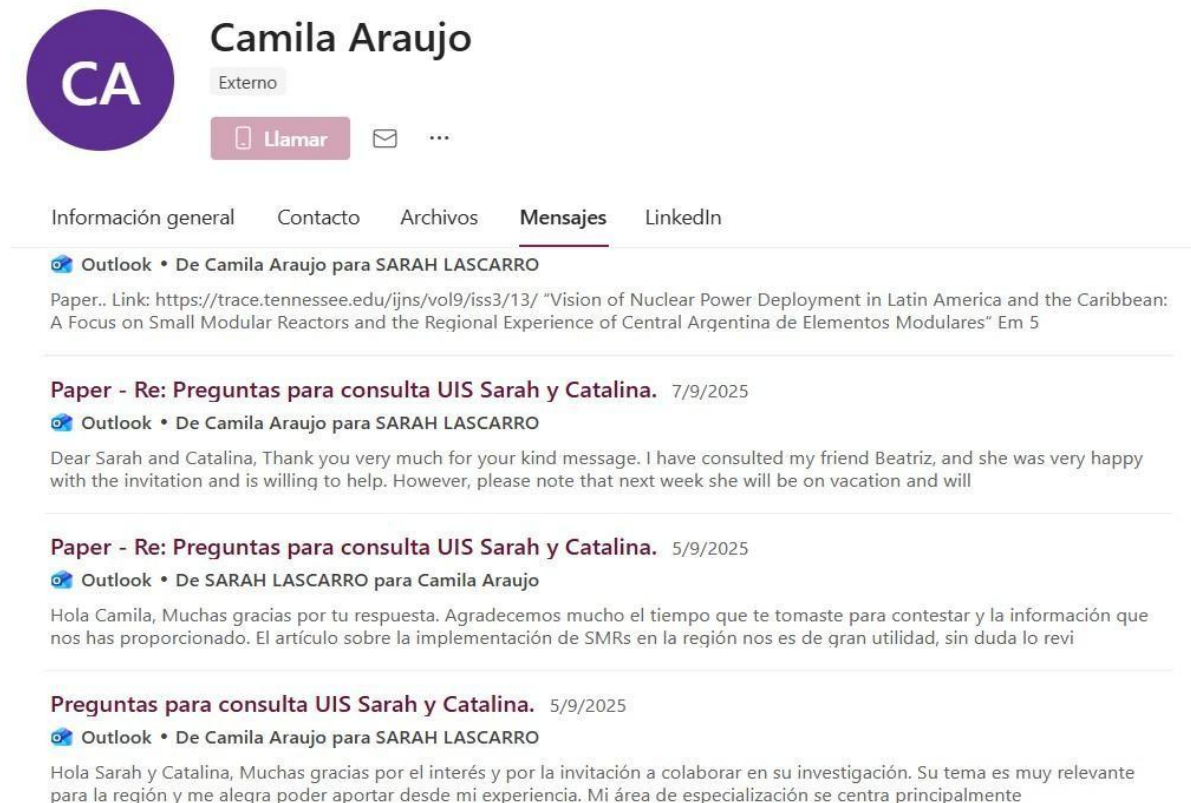 CA
Camila Araujo
Externo
Llamar
Información general Contacto Archivos Mensajes LinkedIn
Outlook • De Camila Araujo para SARAH LASCARRO
Paper.. Link: https://trace.tennessee.edu/ijns/vol9/iss3/13/ “Vision of Nuclear Power Deployment in Latin America and the Caribbean:
A Focus on Small Modular Reactors and the Regional Experience of Central Argentina de Elementos Modulares” Em 5
Paper - Re: Preguntas para consulta UIS Sarah y Catalina. 7/9/2025
Outlook • De Camila Araujo para SARAH LASCARRO
Dear Sarah and Catalina, Thank you very much for your kind message. I have consulted my friend Beatriz, and she was very happy
with the invitation and is willing to help. However, please note that next week she will be on vacation and will
Paper - Re: Preguntas para consulta UIS Sarah y Catalina. 5/9/2025
Outlook • De SARAH LASCARRO para Camila Araujo
Hola Camila, Muchas gracias por tu respuesta. Agradecemos mucho el tiempo que te tomaste para contestar y la información que
nos has proporcionado. El artículo sobre la implementación de SMRs en la región nos es de gran utilidad, sin duda lo revi
Preguntas para consulta UIS Sarah y Catalina. 5/9/2025
Outlook • De Camila Araujo para SARAH LASCARRO
Hola Sarah y Catalina, Muchas gracias por el interés y por la invitación a colaborar en su investigación. Su tema es muy relevante
para la región y me alegra poder aportar desde mi experiencia. Mi área de especialización se centra principalmente